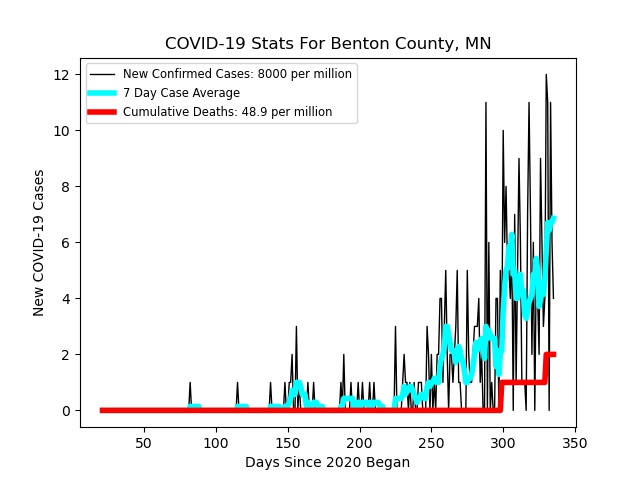 COVID-19 Stats For Benton County, MN
New Confirmed Cases: 8000 per million
7 Day Case Average
Cumulative Deaths: 48.9 per million
New COVID-19 Cases
12
10
8
6
4
2
0
50
100
150
200
250
300
350
Days Since 2020 Began